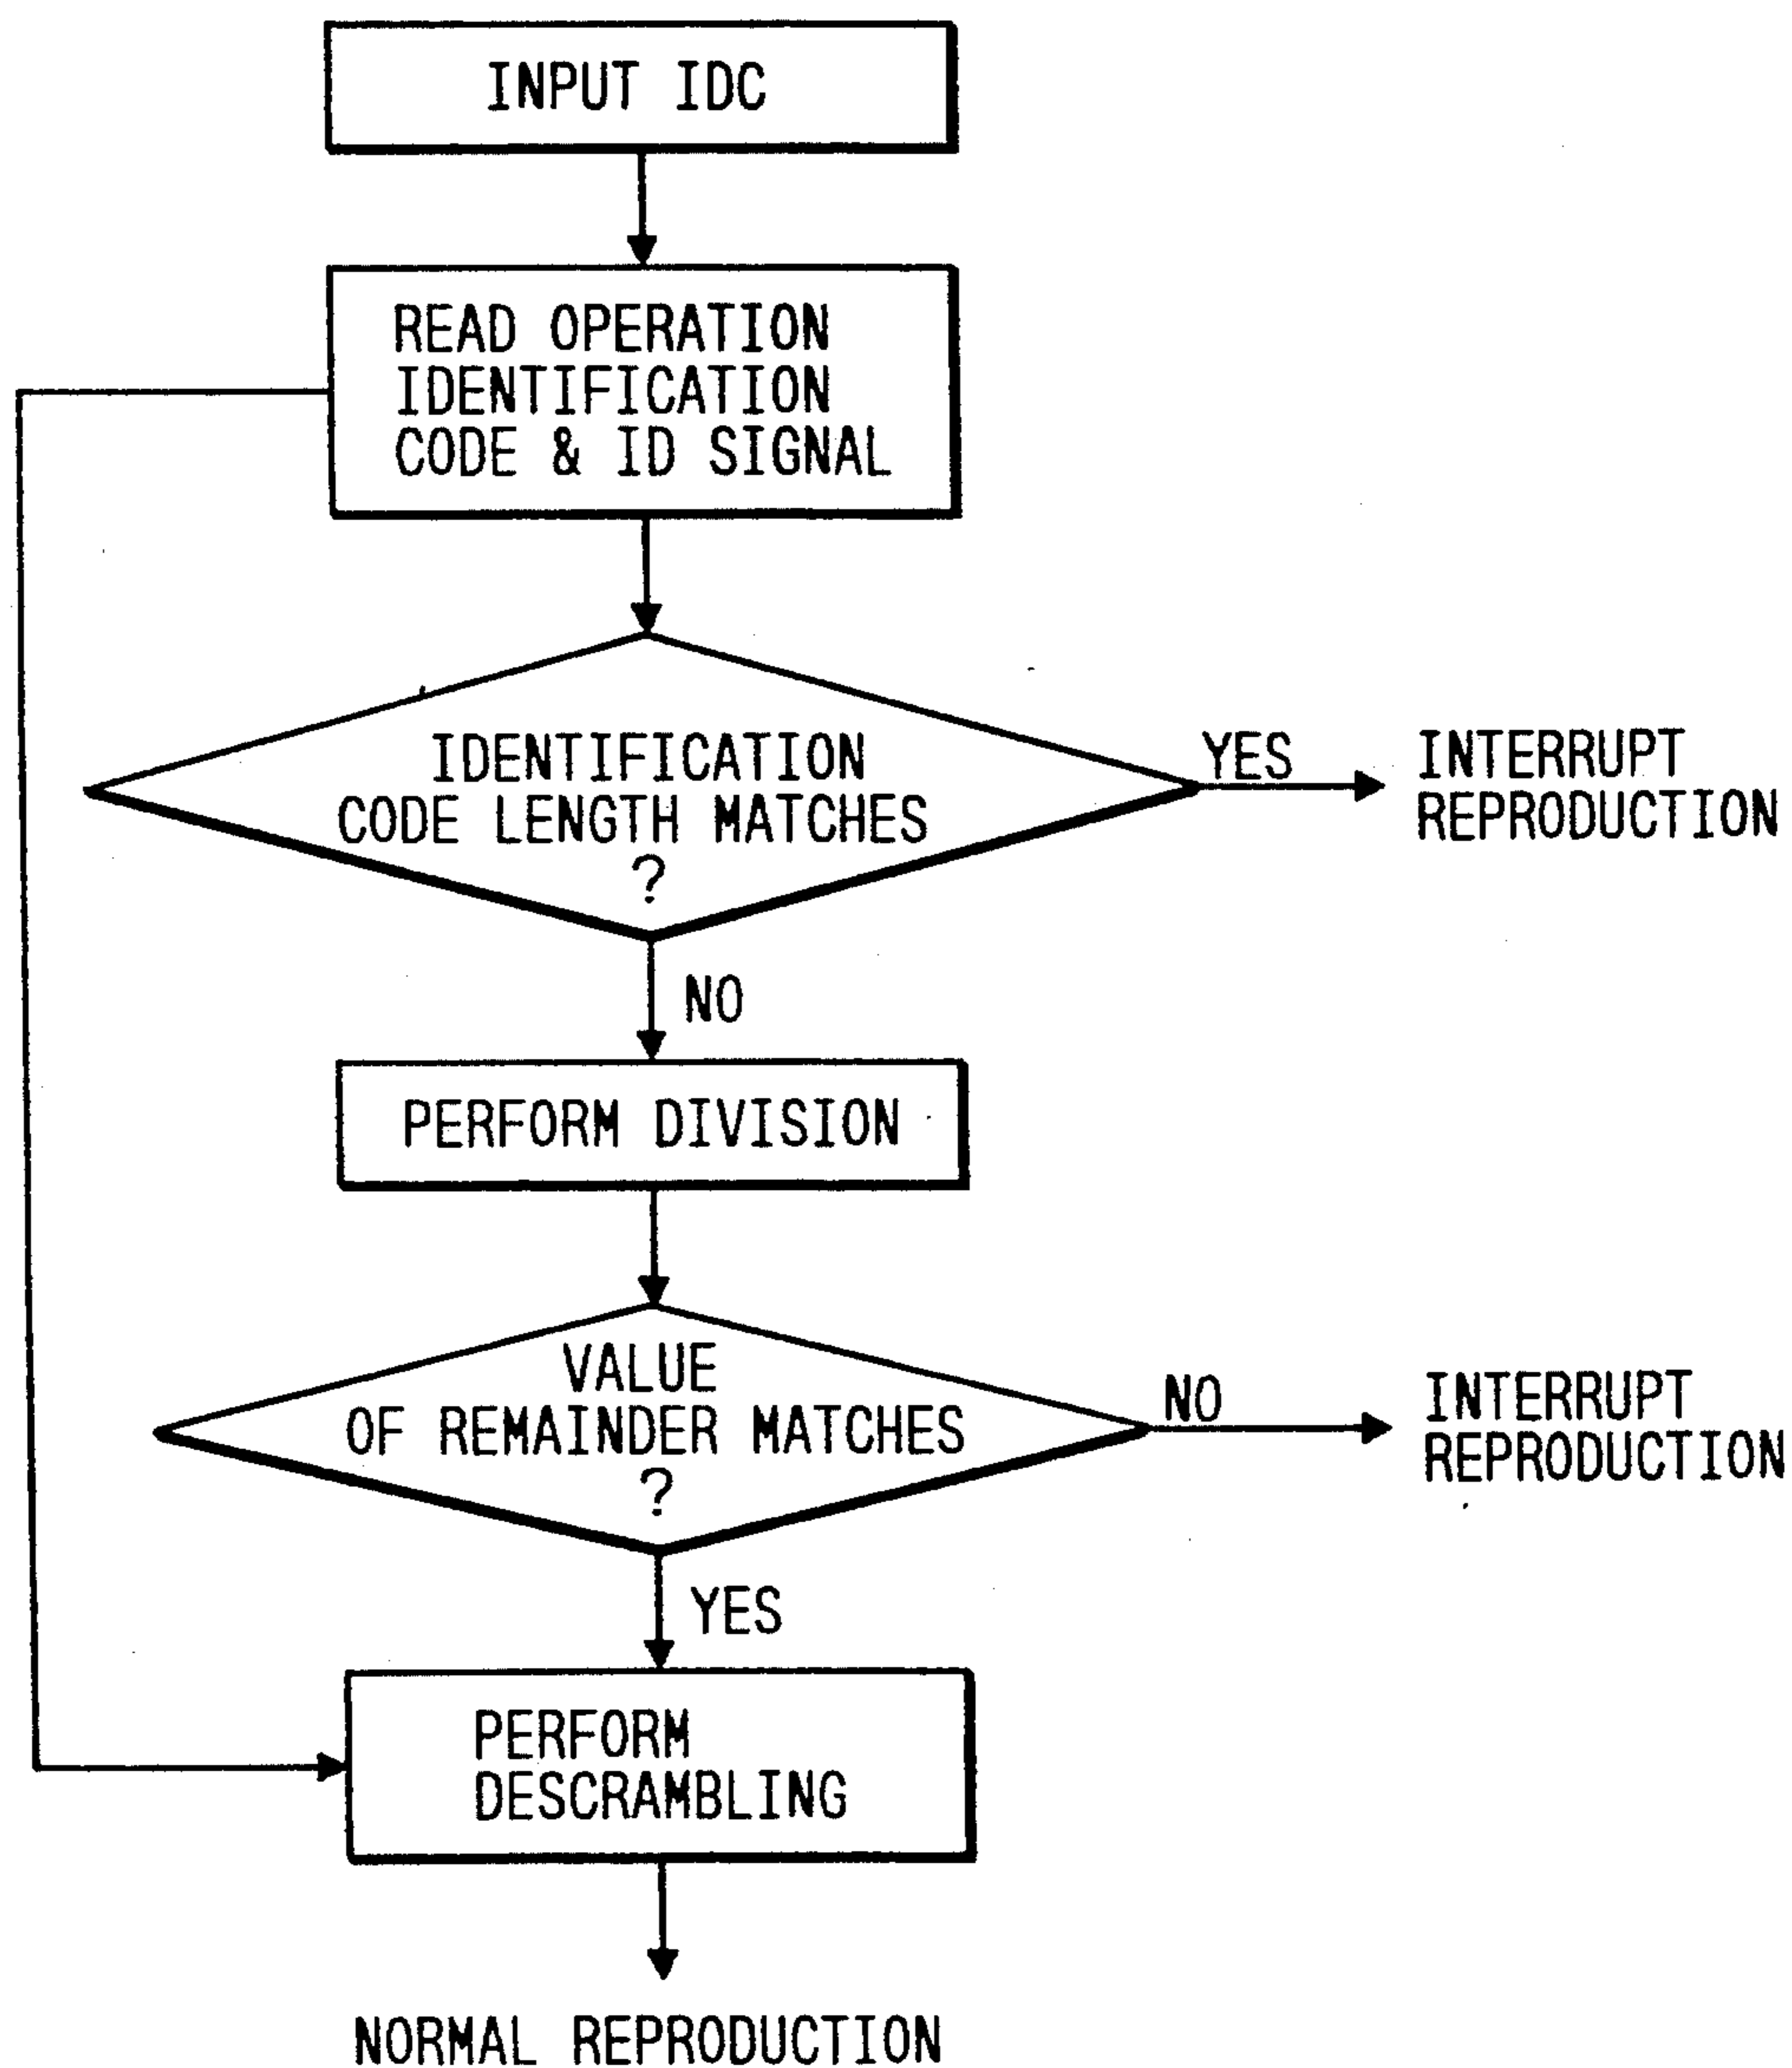 INPUT IDC
READ OPERATION
IDENTIFICATION
CODE & ID SIGNAL
IDENTIFICATION
CODE LENGTH MATCHES
?
YES
INTERRUPT
REPRODUCTION
NO
PERFORM DIVISION
VALUE
OF REMAINDER MATCHES
?
NO
INTERRUPT
REPRODUCTION
YES
PERFORM
DESCRAMBLING
NORMAL REPRODUCTION